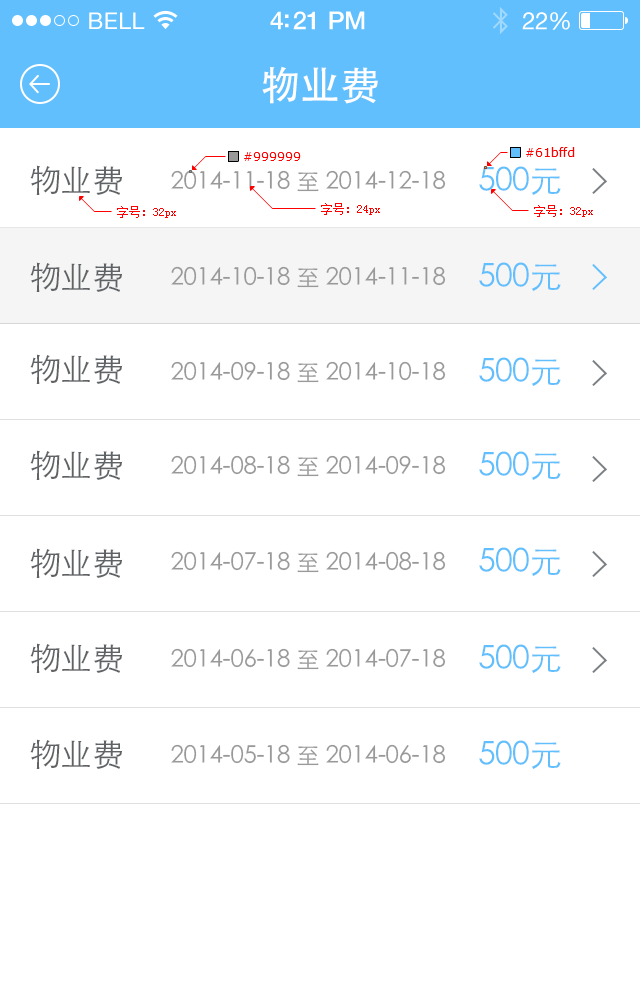 BELL 4:21 PM 22%
物业费
#999999 #61bffd
物业费 2014-11-18 至 2014-12-18 500元
字号：32px 字号：24px 字号：32px
物业费 2014-10-18 至 2014-11-18 500元
物业费 2014-09-18 至 2014-10-18 500元
物业费 2014-08-18 至 2014-09-18 500元
物业费 2014-07-18 至 2014-08-18 500元
物业费 2014-06-18 至 2014-07-18 500元
物业费 2014-05-18 至 2014-06-18 500元